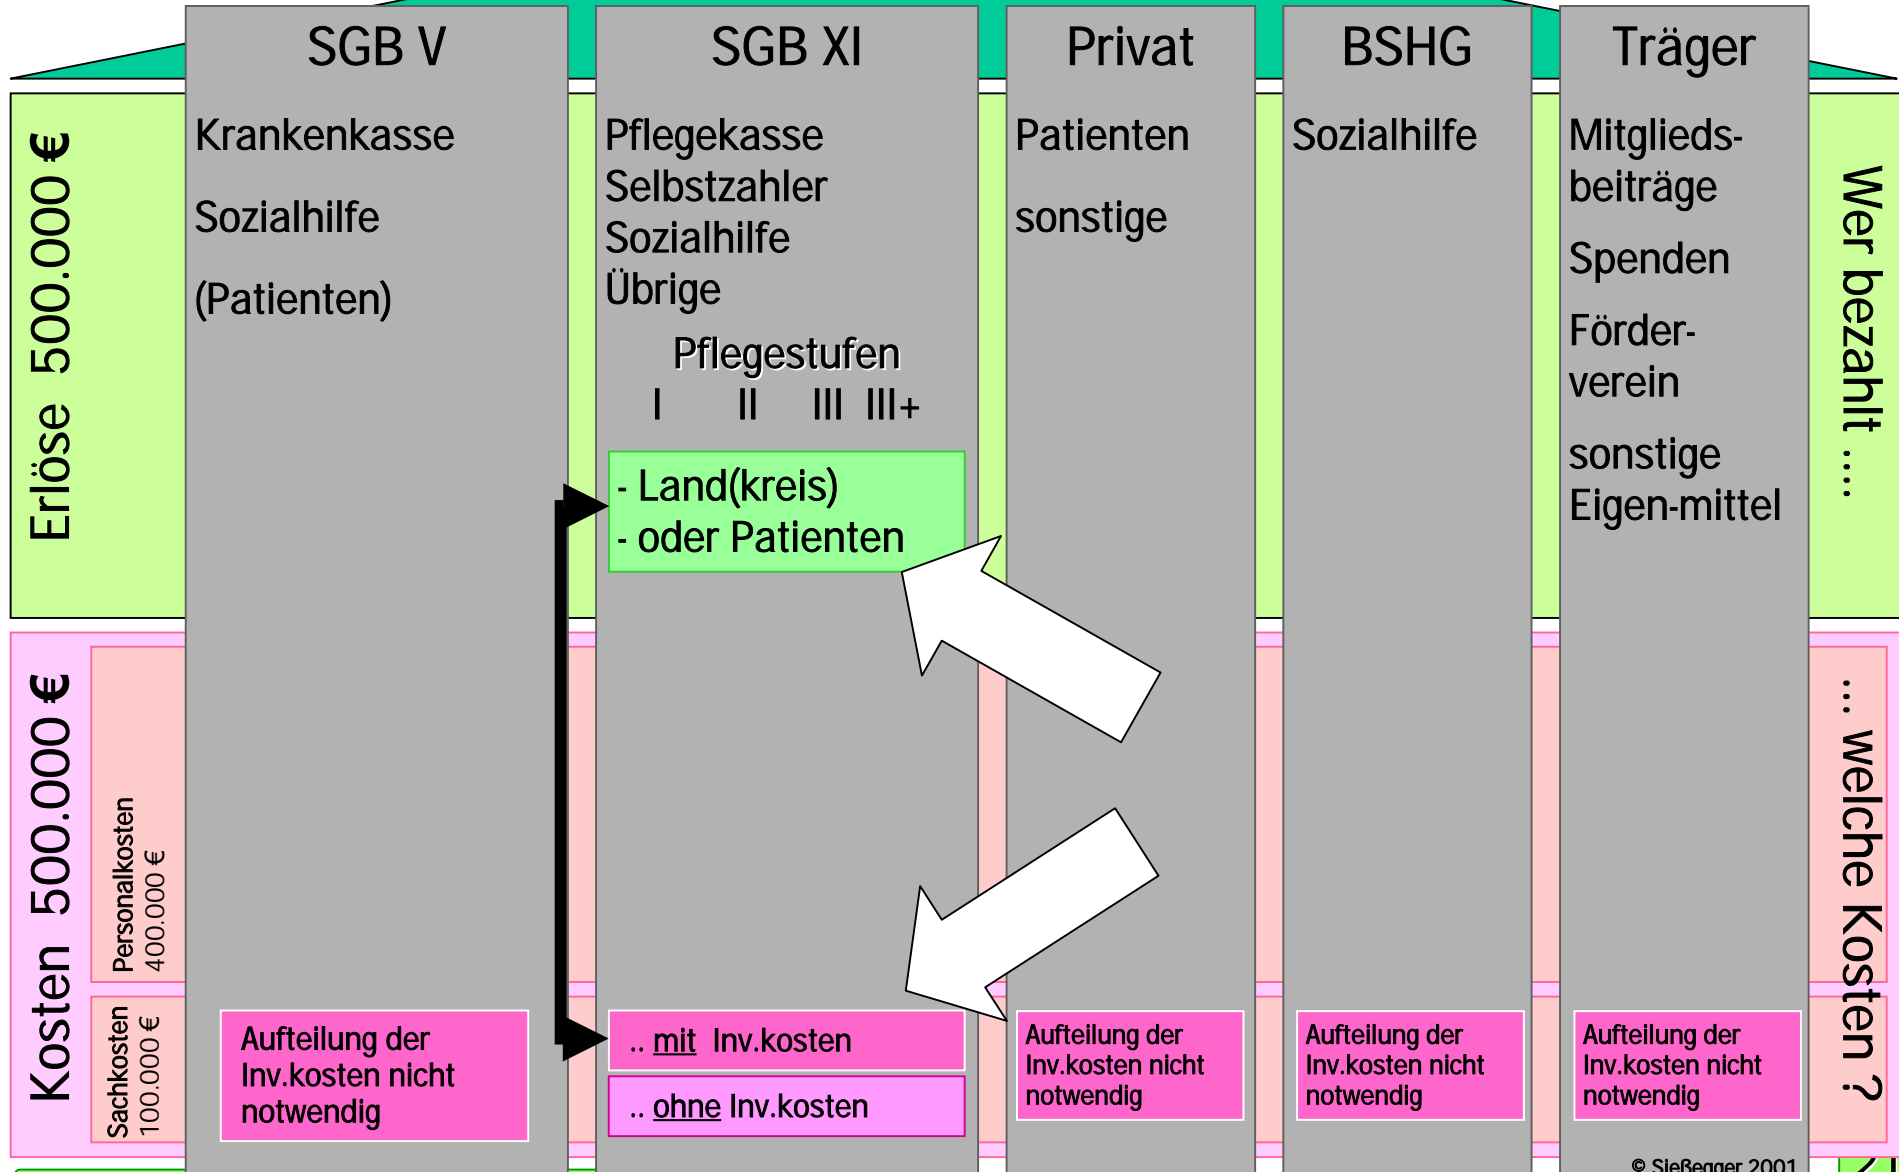 SGB V
SGB XI
Privat
BSHG
Träger
Erlöse 500.000 €
Krankenkasse
Sozialhilfe
(Patienten)
Pflegekasse
Selbstzahler
Sozialhilfe
Übrige
Pflegestufen
I II III III+
- Land(kreis)
- oder Patienten
Patienten
sonstige
Sozialhilfe
Mitglieds-
beiträge
Spenden
Förder-
verein
sonstige
Eigen-mittel
Wer bezahlt ....
Kosten 500.000 €
Personalkosten
400.000 €
Sachkosten
100.000 €
Aufteilung der
Inv.kosten nicht
notwendig
.. mit Inv.kosten
.. ohne Inv.kosten
Aufteilung der
Inv.kosten nicht
notwendig
Aufteilung der
Inv.kosten nicht
notwendig
Aufteilung der
Inv.kosten nicht
notwendig
... welche Kosten ?
© Sießegger 2001